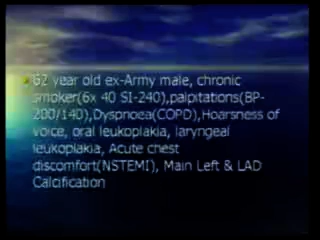 62 year old ex-Army male, chronic
smoker(6x 40 SI-240),palpitations(BP-
200/140),Dyspnoea(COPD),Hoarsness of
voice, oral leukoplakia, laryngeal
leukoplakia, Acute chest
discomfort(NSTEMI), Main Left & LAD
Calcification